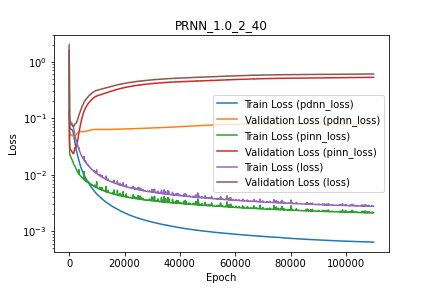 PRNN_1.0_2_40
Loss
10⁰
10⁻¹
10⁻²
10⁻³
Train Loss (pdnn_loss)
Validation Loss (pdnn_loss)
Train Loss (pinn_loss)
Validation Loss (pinn_loss)
Train Loss (loss)
Validation Loss (loss)
0 20000 40000 60000 80000 100000
Epoch